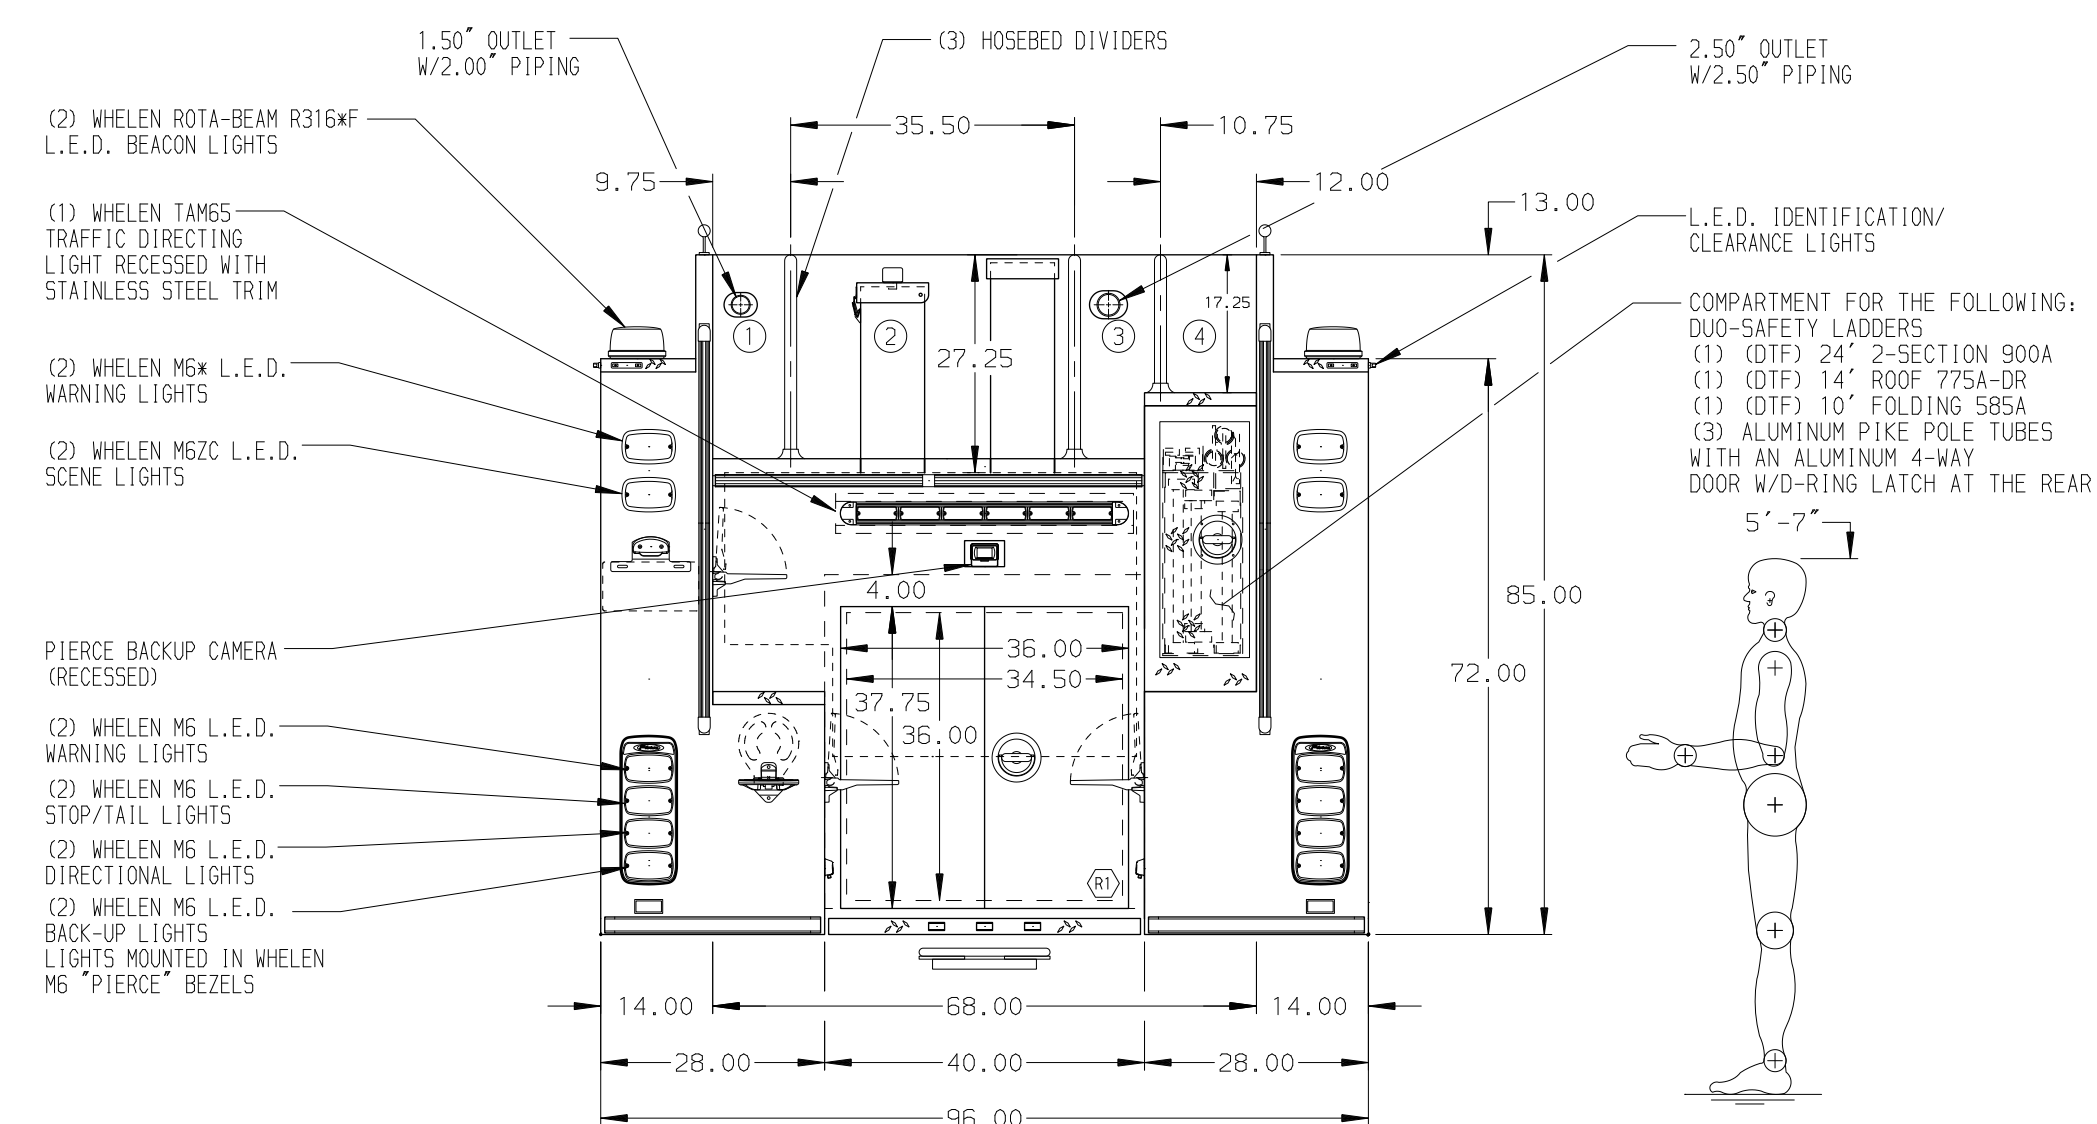 1.50″ OUTLET
W/2.00″ PIPING
(3) HOSEBED DIVIDERS
2.50″ OUTLET
W/2.50″ PIPING
(2) WHELEN ROTA-BEAM R316*F
L.E.D. BEACON LIGHTS
35.50
10.75
9.75
12.00
13.00
(1) WHELEN TAM65
TRAFFIC DIRECTING
LIGHT RECESSED WITH
STAINLESS STEEL TRIM
L.E.D. IDENTIFICATION/
CLEARANCE LIGHTS
17.25
1
2
3
4
27.25
COMPARTMENT FOR THE FOLLOWING:
DUO-SAFETY LADDERS
(1) (DTF) 24′ 2-SECTION 900A
(1) (DTF) 14′ ROOF 775A-DR
(1) (DTF) 10′ FOLDING 585A
(3) ALUMINUM PIKE POLE TUBES
WITH AN ALUMINUM 4-WAY
DOOR W/D-RING LATCH AT THE REAR
(2) WHELEN M6* L.E.D.
WARNING LIGHTS
(2) WHELEN M6ZC L.E.D.
SCENE LIGHTS
5′-7″
4.00
85.00
PIERCE BACKUP CAMERA
(RECESSED)
36.00
34.50
37.75
36.00
72.00
(2) WHELEN M6 L.E.D.
WARNING LIGHTS
(2) WHELEN M6 L.E.D.
STOP/TAIL LIGHTS
(2) WHELEN M6 L.E.D.
DIRECTIONAL LIGHTS
(2) WHELEN M6 L.E.D.
BACK-UP LIGHTS
LIGHTS MOUNTED IN WHELEN
M6 ″PIERCE″ BEZELS
R1
14.00
68.00
14.00
28.00
40.00
28.00
96.00